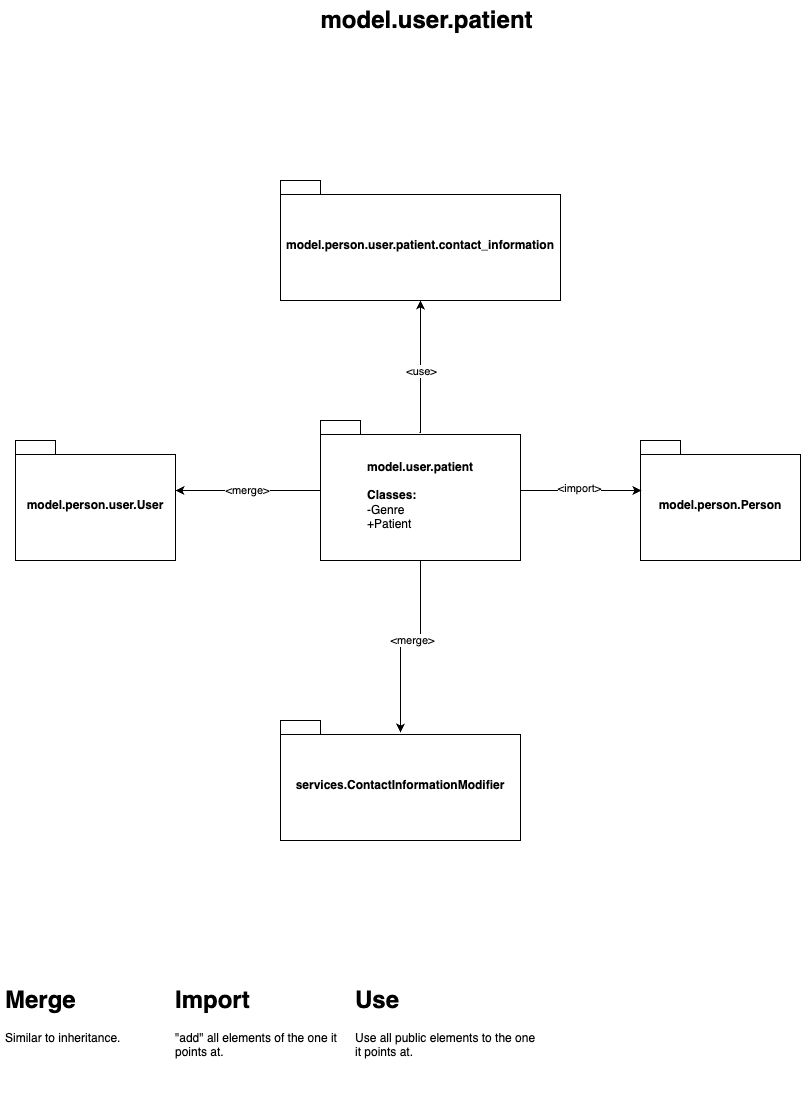 model.user.patient
model.person.user.patient.contact_information
<use>
model.user.patient
Classes:
-Genre
+Patient
<merge>
model.person.user.User
<import>
model.person.Person
<merge>
services.ContactInformationModifier
Merge
Similar to inheritance.
Import
"add" all elements of the one it
points at.
Use
Use all public elements to the one
it points at.